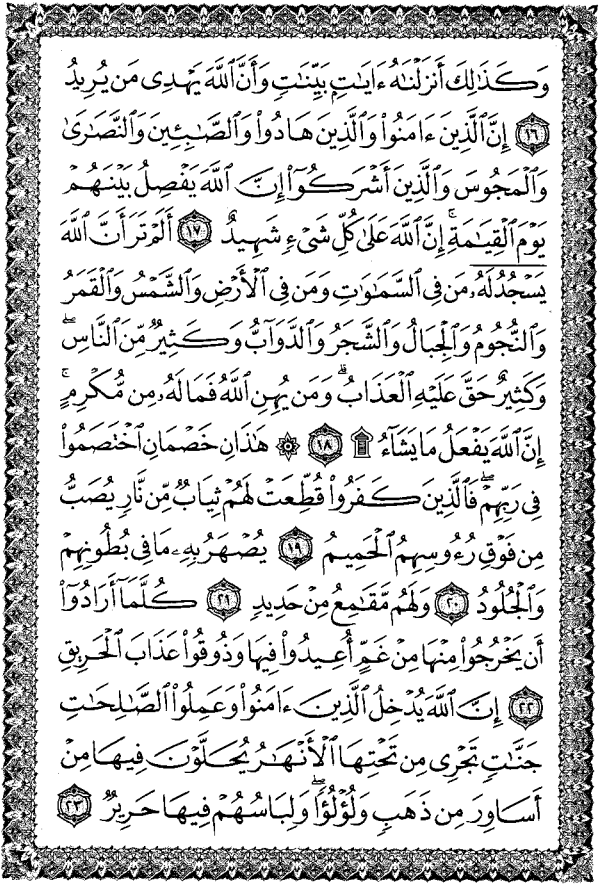 وَكَذَٰلِكَ أَنزَلْنَٰهُ ءَايَٰتٍۭ بَيِّنَٰتٍ وَأَنَّ ٱللَّهَ يَهْدِى مَن يُرِيدُ
١٦ إِنَّ ٱلَّذِينَ ءَامَنُوا۟ وَٱلَّذِينَ هَادُوا۟ وَٱلصَّٰبِـِٔينَ وَٱلنَّصَٰرَىٰ
وَٱلْمَجُوسَ وَٱلَّذِينَ أَشْرَكُوٓا۟ إِنَّ ٱللَّهَ يَفْصِلُ بَيْنَهُمْ
يَوْمَ ٱلْقِيَٰمَةِ ۚ إِنَّ ٱللَّهَ عَلَىٰ كُلِّ شَىْءٍ شَهِيدٌ ١٧ أَلَمْ تَرَ أَنَّ ٱللَّهَ
يَسْجُدُ لَهُۥ مَن فِى ٱلسَّمَٰوَٰتِ وَمَن فِى ٱلْأَرْضِ وَٱلشَّمْسُ وَٱلْقَمَرُ
وَٱلنُّجُومُ وَٱلْجِبَالُ وَٱلشَّجَرُ وَٱلدَّوَآبُّ وَكَثِيرٌ مِّنَ ٱلنَّاسِ ۖ
وَكَثِيرٌ حَقَّ عَلَيْهِ ٱلْعَذَابُ ۗ وَمَن يُهِنِ ٱللَّهُ فَمَا لَهُۥ مِن مُّكْرِمٍ ۚ
إِنَّ ٱللَّهَ يَفْعَلُ مَا يَشَآءُ ۩ ١٨ ۞ هَٰذَانِ خَصْمَانِ ٱخْتَصَمُوا۟
فِى رَبِّهِمْ ۖ فَٱلَّذِينَ كَفَرُوا۟ قُطِّعَتْ لَهُمْ ثِيَابٌ مِّن نَّارٍ يُصَبُّ
مِن فَوْقِ رُءُوسِهِمُ ٱلْحَمِيمُ ١٩ يُصْهَرُ بِهِۦ مَا فِى بُطُونِهِمْ
وَٱلْجُلُودُ ٢٠ وَلَهُم مَّقَٰمِعُ مِنْ حَدِيدٍ ٢١ كُلَّمَآ أَرَادُوٓا۟
أَن يَخْرُجُوا۟ مِنْهَا مِنْ غَمٍّ أُعِيدُوا۟ فِيهَا وَذُوقُوا۟ عَذَابَ ٱلْحَرِيقِ
٢٢ إِنَّ ٱللَّهَ يُدْخِلُ ٱلَّذِينَ ءَامَنُوا۟ وَعَمِلُوا۟ ٱلصَّٰلِحَٰتِ
جَنَّٰتٍ تَجْرِى مِن تَحْتِهَا ٱلْأَنْهَٰرُ يُحَلَّوْنَ فِيهَا مِنْ
أَسَاوِرَ مِن ذَهَبٍ وَلُؤْلُؤًا ۖ وَلِبَاسُهُمْ فِيهَا حَرِيرٌ ٢٣